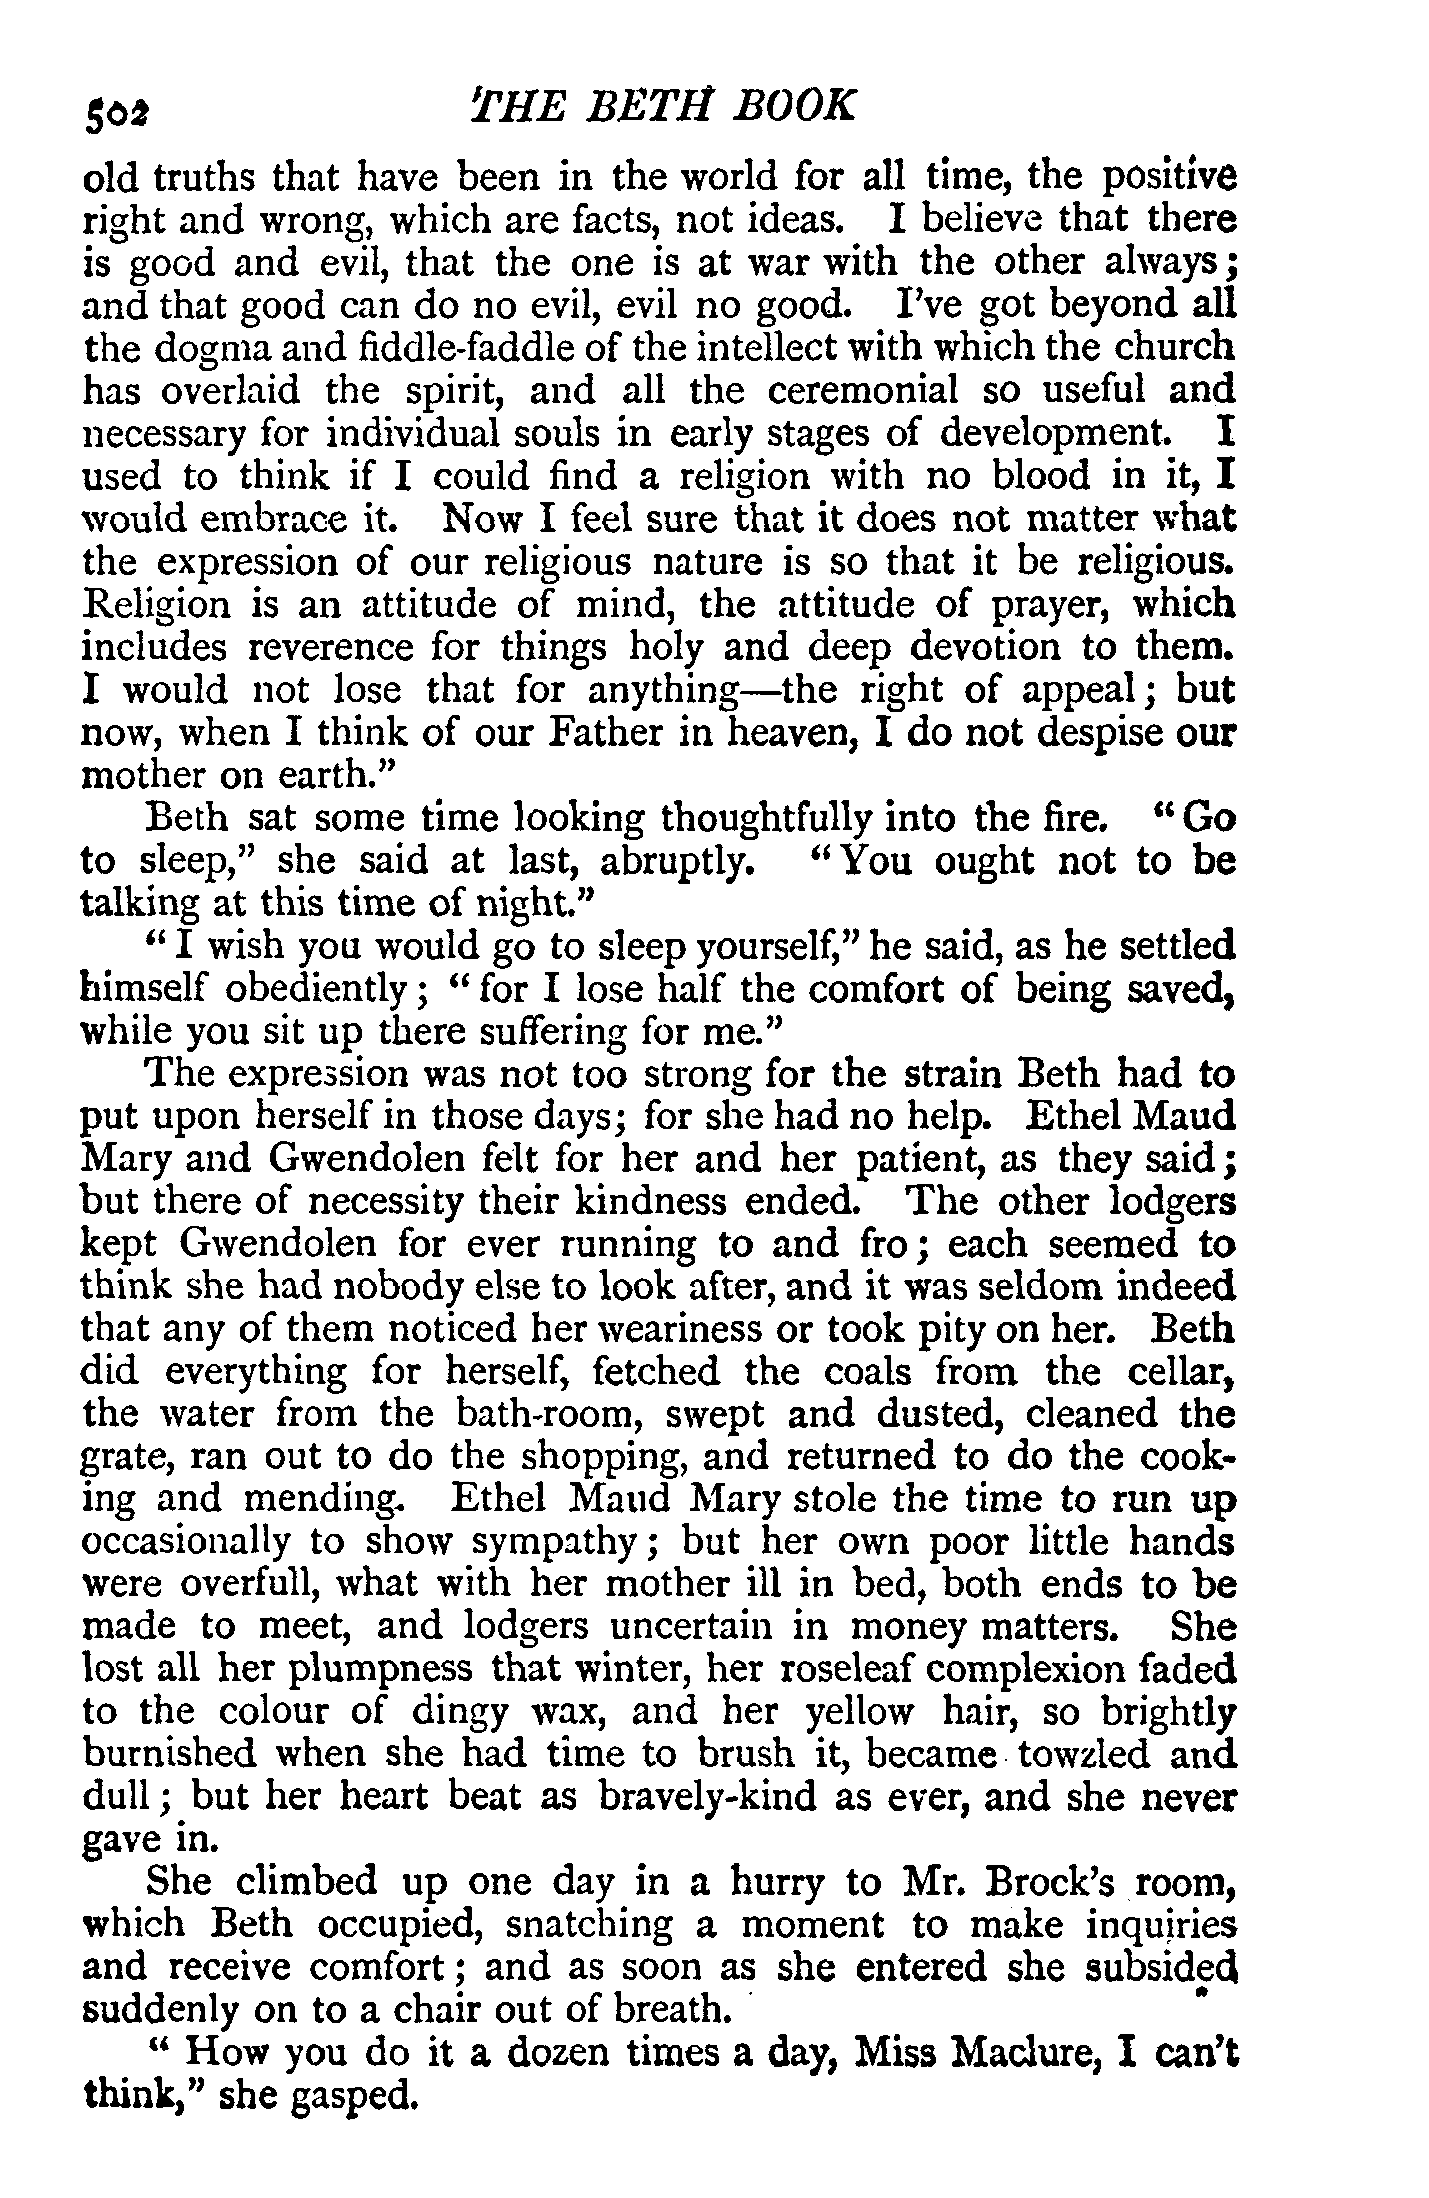 502 THE BETH BOOK
old truths that have been in the world for all time, the positive
right and wrong, which are facts, not ideas. I believe that there
is good and evil, that the one is at war with the other always;
and that good can do no evil, evil no good. I've got beyond all
the dogma and fiddle-faddle of the intellect with which the church
has overlaid the spirit, and all the ceremonial so useful and
necessary for individual souls in early stages of development. I
used to think if I could find a religion with no blood in it, I
would embrace it. Now I feel sure that it does not matter what
the expression of our religious nature is so that it be religious.
Religion is an attitude of mind, the attitude of prayer, which
includes reverence for things holy and deep devotion to them.
I would not lose that for anything—the right of appeal; but
now, when I think of our Father in heaven, I do not despise our
mother on earth."
Beth sat some time looking thoughtfully into the fire. "Go
to sleep," she said at last, abruptly. "You ought not to be
talking at this time of night."
"I wish you would go to sleep yourself," he said, as he settled
himself obediently; "for I lose half the comfort of being saved,
while you sit up there suffering for me."
The expression was not too strong for the strain Beth had to
put upon herself in those days; for she had no help. Ethel Maud
Mary and Gwendolen felt for her and her patient, as they said;
but there of necessity their kindness ended. The other lodgers
kept Gwendolen for ever running to and fro; each seemed to
think she had nobody else to look after, and it was seldom indeed
that any of them noticed her weariness or took pity on her. Beth
did everything for herself, fetched the coals from the cellar,
the water from the bath-room, swept and dusted, cleaned the
grate, ran out to do the shopping, and returned to do the cook-
ing and mending. Ethel Maud Mary stole the time to run up
occasionally to show sympathy; but her own poor little hands
were overfull, what with her mother ill in bed, both ends to be
made to meet, and lodgers uncertain in money matters. She
lost all her plumpness that winter, her roseleaf complexion faded
to the colour of dingy wax, and her yellow hair, so brightly
burnished when she had time to brush it, became towzled and
dull; but her heart beat as bravely-kind as ever, and she never
gave in.
She climbed up one day in a hurry to Mr. Brock's room,
which Beth occupied, snatching a moment to make inquiries
and receive comfort; and as soon as she entered she subsided
suddenly on to a chair out of breath.
"How you do it a dozen times a day, Miss Maclure, I can't
think," she gasped.